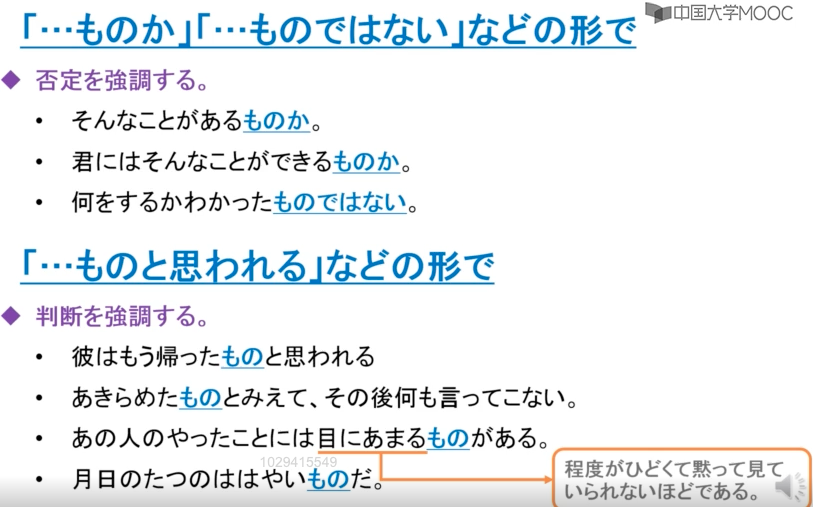 中国大学MOOC
「…ものか」「…ものではない」などの形で
◆ 否定を強調する。
• そんなことがあるものか。
• 君にはそんなことができるものか。
• 何をするかわかったものではない。
「…ものと思われる」などの形で
◆ 判断を強調する。
• 彼はもう帰ったものと思われる
• あきらめたものとみえて、その後何も言ってこない。
• あの人のやったことには目にあまるものがある。
1029415549
• 月日のたつのははやいものだ。
程度がひどくて黙って見て
いられないほどである。